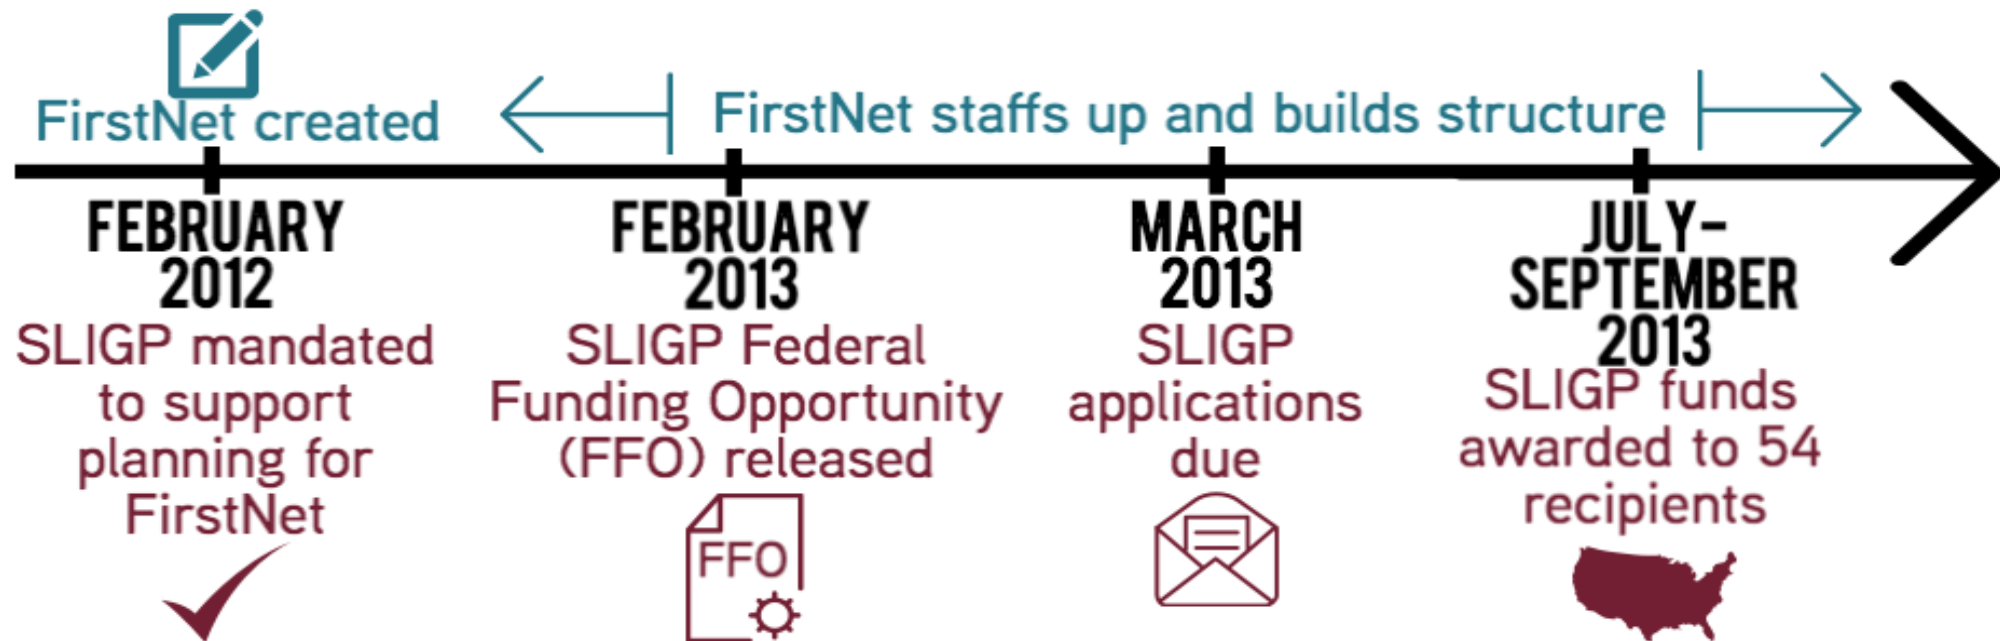 FirstNet created
FirstNet staffs up and builds structure
FEBRUARY
2012
SLIGP mandated
to support
planning for
FirstNet
FEBRUARY
2013
SLIGP Federal
Funding Opportunity
(FFO) released
FFO
MARCH
2013
SLIGP
applications
due
JULY-
SEPTEMBER
2013
SLIGP funds
awarded to 54
recipients